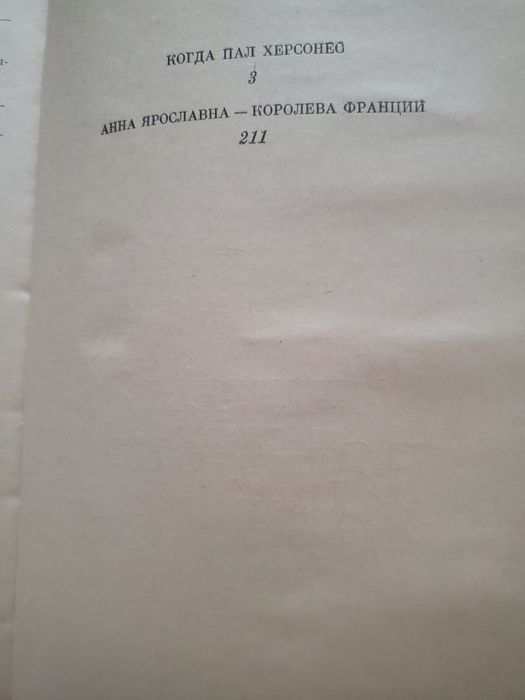 КОГДА ПАЛ ХЕРСОНЕС
3
АННА ЯРОСЛАВНА — КОРОЛЕВА ФРАНЦИИ
211